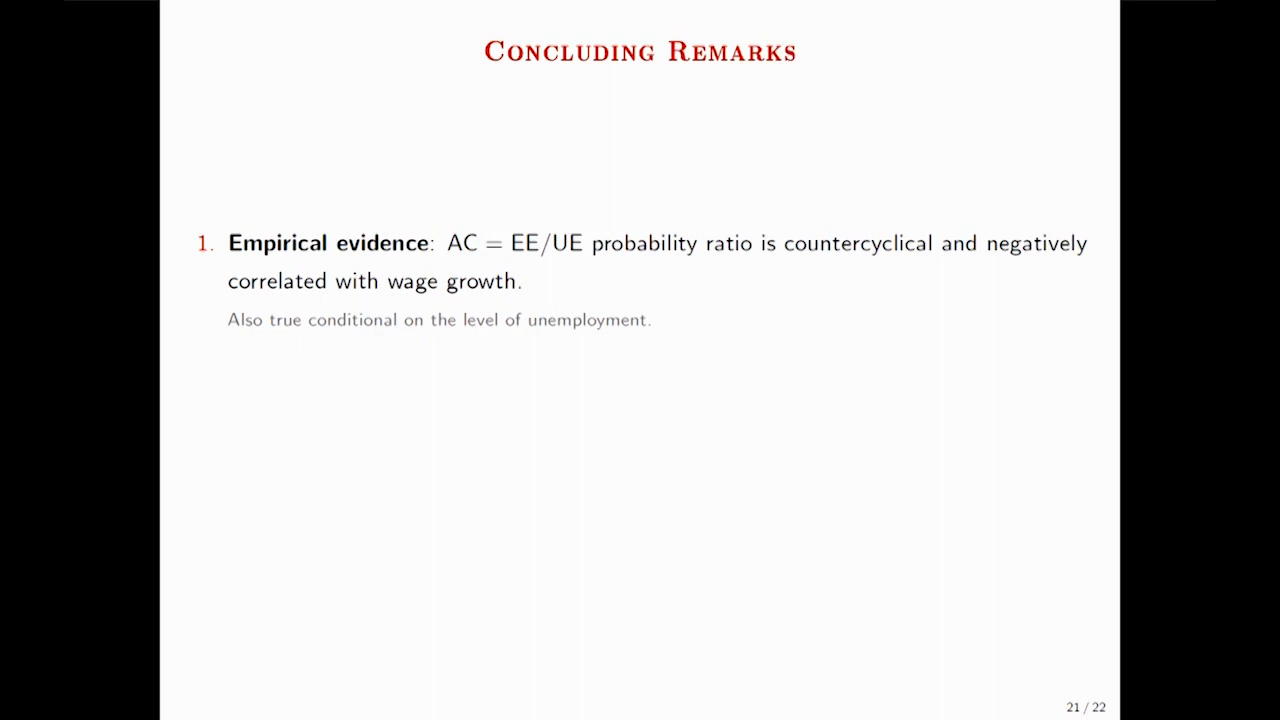 Concluding Remarks
1. Empirical evidence: AC = EE/UE probability ratio is countercyclical and negatively
correlated with wage growth.
Also true conditional on the level of unemployment.
21 / 22